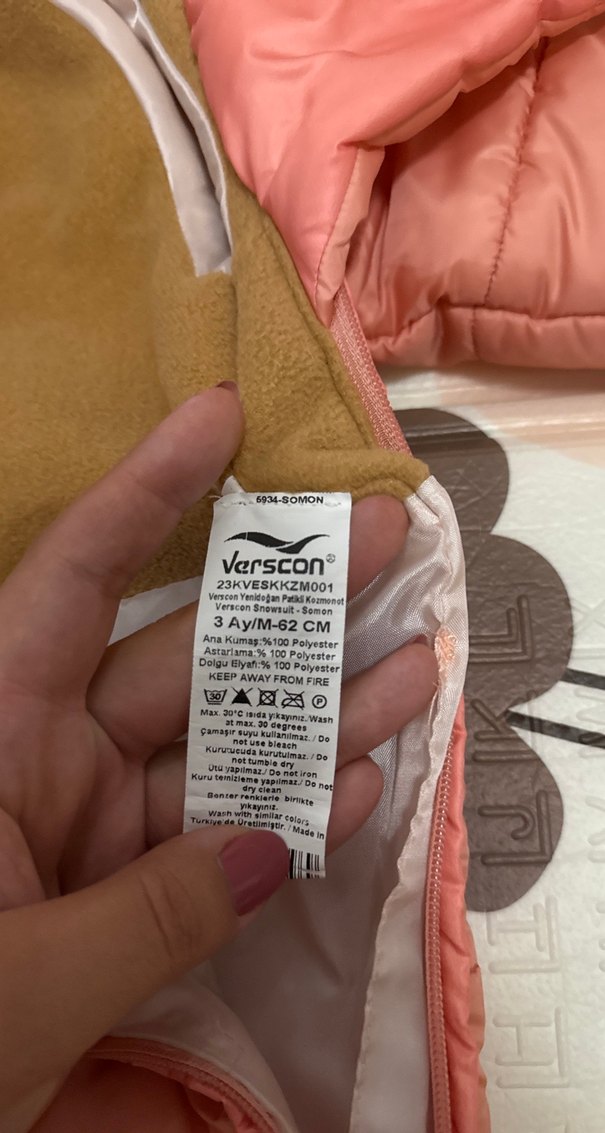 6934-SOMON
Verscon®
23KVESKKZM001
Verscon Yenidoğan Patikli Kozmonot
Verscon Snowsuit - Somon
3 Ay/M-62 CM
Ana Kumaş:%100 Polyester
Astarlama:% 100 Polyester
Dolgu Elyafı:% 100 Polyester
KEEP AWAY FROM FIRE
30 P
Max. 30°C ısıda yıkayınız. Wash
at max. 30 degrees
Çamaşır suyu kullanılmaz. / Do
not use bleach
Kurutucuda kurutulmaz. / Do
not tumble dry
Ütü yapılmaz./ Do not iron
Kuru temizleme yapılmaz./ Do not
dry clean
Benzer renklerle birlikte
yıkayınız.
Wash with similar colors
Türkiye'de Üretilmiştir. / Made in